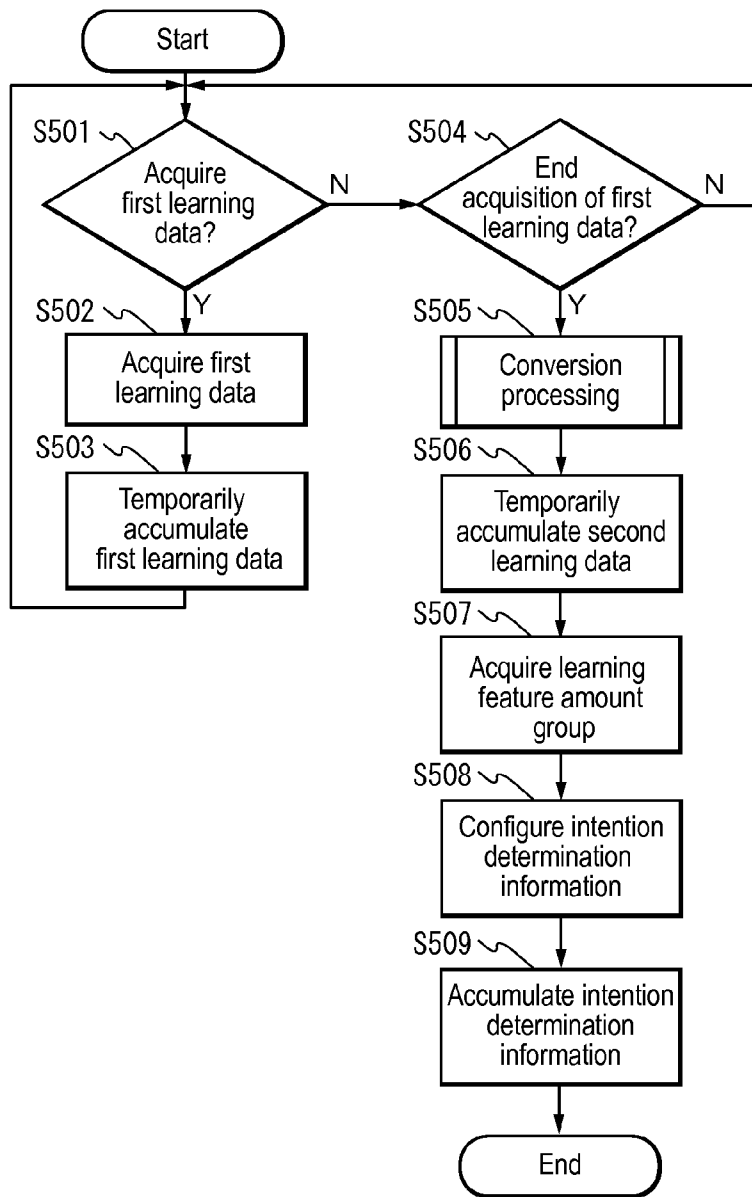 Start
S501
Acquire
first learning
data?
N
Y
S502
Acquire first
learning data
S503
Temporarily
accumulate
first learning data
S504
End
acquisition of first
learning data?
N
Y
S505
Conversion
processing
S506
Temporarily
accumulate second
learning data
S507
Acquire learning
feature amount
group
S508
Configure intention
determination
information
S509
Accumulate intention
determination
information
End